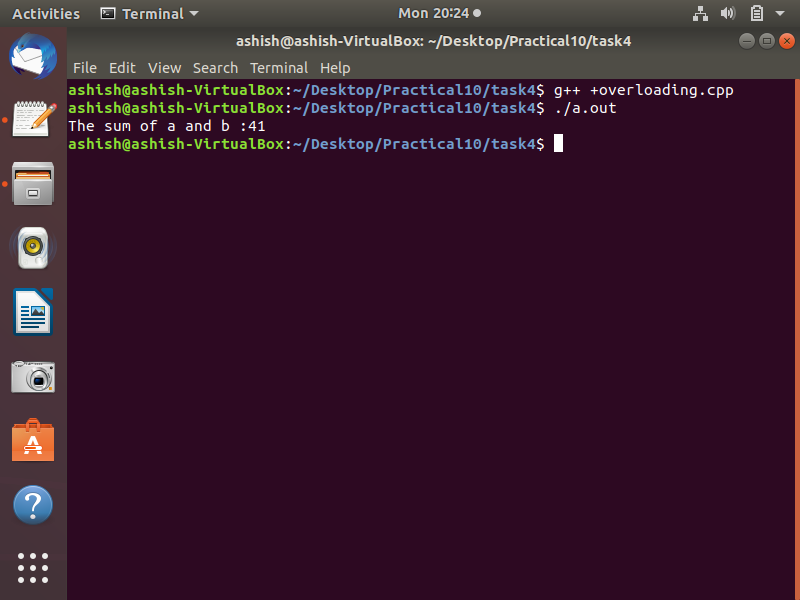 Activities Terminal Mon 20:24
ashish@ashish-VirtualBox: ~/Desktop/Practical10/task4
File Edit View Search Terminal Help
ashish@ashish-VirtualBox:~/Desktop/Practical10/task4$ g++ +overloading.cpp
ashish@ashish-VirtualBox:~/Desktop/Practical10/task4$ ./a.out
The sum of a and b :41
ashish@ashish-VirtualBox:~/Desktop/Practical10/task4$